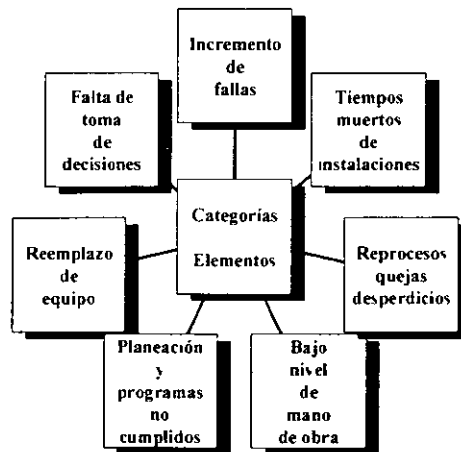 Incremento
de
fallas
Falta de
toma
de
decisiones
Tiempos
muertos
de
instalaciones
Categorías
Elementos
Reemplazo
de
equipo
Reprocesos
quejas
desperdicios
Planeación
y
programas
no
cumplidos
Bajo
nivel
de
mano
de obra